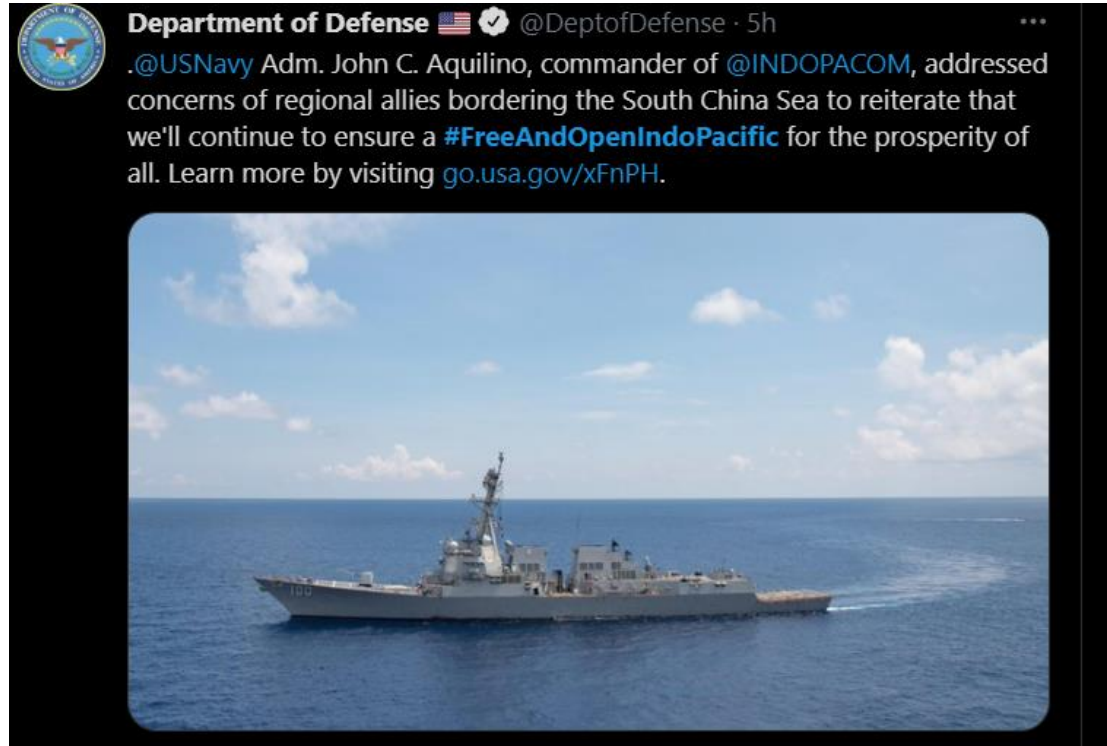 Department of Defense @DeptofDefense · 5h
.@USNavy Adm. John C. Aquilino, commander of @INDOPACOM, addressed
concerns of regional allies bordering the South China Sea to reiterate that
we'll continue to ensure a #FreeAndOpenIndoPacific for the prosperity of
all. Learn more by visiting go.usa.gov/xFnPH.
100